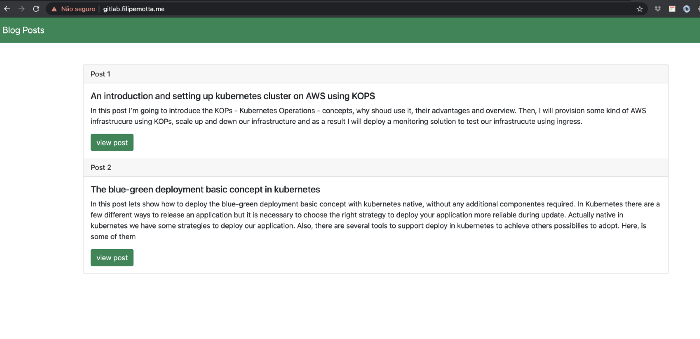 Não seguro | gitlab.filipemotta.me
Blog Posts
Post 1
An introduction and setting up kubernetes cluster on AWS using KOPS
In this post I'm going to introduce the KOPs - Kubernetes Operations - concepts, why shoud use it, their advantages and overview. Then, I will provision some kind of AWS
infrastrucure using KOPs, scale up and down our infrastructure and as a result I will deploy a monitoring solution to test our infrastrucute using ingress.
view post
Post 2
The blue-green deployment basic concept in kubernetes
In this post lets show how to deploy the blue-green deployment basic concept with kubernetes native, without any additional componentes required. In Kubernetes there are a
few different ways to release an application but it is necessary to choose the right strategy to deploy your application more reliable during update. Actually native in
kubernetes we have some strategies to deploy our application. Also, there are several tools to support deploy in kubernetes to achieve others possibilies to adopt. Here, is
some of them
view post